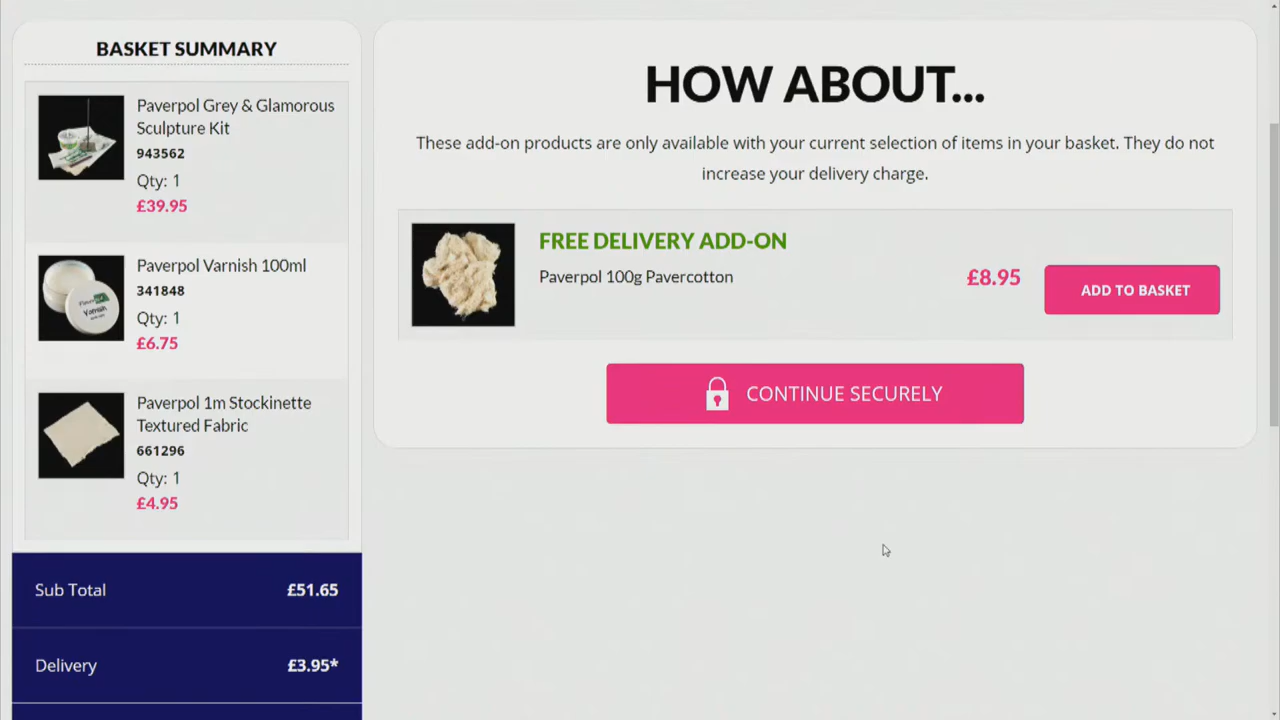 BASKET SUMMARY
Paverpol Grey & Glamorous
Sculpture Kit
943562
Qty: 1
£39.95
Paverpol Varnish 100ml
341848
Qty: 1
£6.75
Varnish
Paverpol 1m Stockinette
Textured Fabric
661296
Qty: 1
£4.95
Sub Total £51.65
Delivery £3.95*
HOW ABOUT...
These add-on products are only available with your current selection of items in your basket. They do not
increase your delivery charge.
FREE DELIVERY ADD-ON
Paverpol 100g Pavercotton
£8.95
ADD TO BASKET
CONTINUE SECURELY